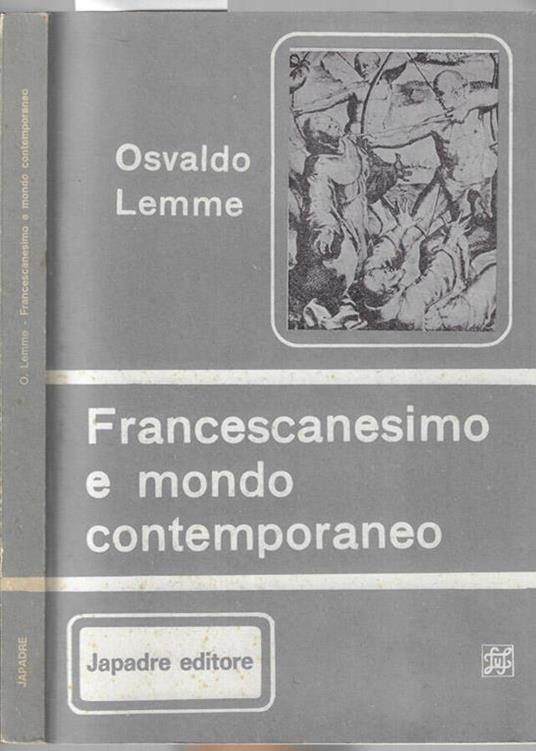 Osvaldo
Lemme
Francescanesimo
e mondo
contemporaneo
Japadre editore
O. Lemme - Francescanesimo e mondo contemporaneo
JAPADRE